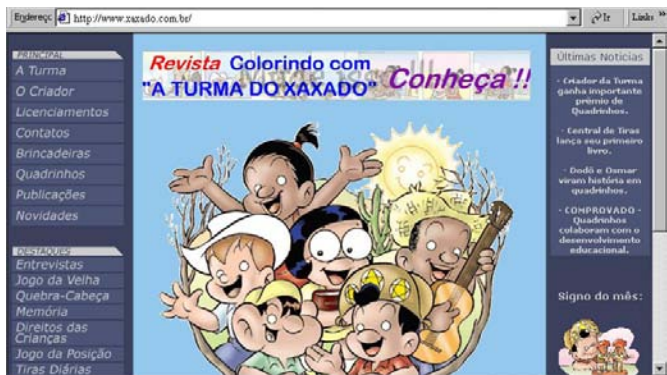 Endereço http://www.xaxado.com.br/ Ir Links »
PRINCIPAL
A Turma
O Criador
Licenciamentos
Contatos
Brincadeiras
Quadrinhos
Publicações
Novidades
DESTAQUES
Entrevistas
Jogo da Velha
Quebra-Cabeça
Memória
Direitos das
Crianças
Jogo da Posição
Tiras Diárias
Revista Colorindo com
"A TURMA DO XAXADO" Conheça !!
Últimas Notícias
- Criador da Turma
ganha importante
prêmio de
Quadrinhos.
- Central de Tiras
lança seu primeiro
livro.
- Dodô e Osmar
viram história em
quadrinhos.
- COMPROVADO -
Quadrinhos
colaboram com o
desenvolvimento
educacional.
Signo do mês: